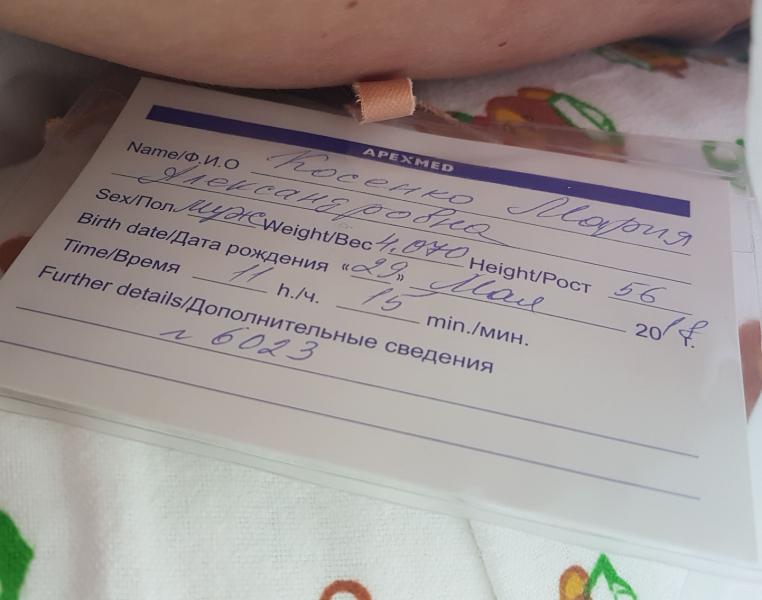 APEXMED
Name/Ф.И.О Косенко Мария
Александровна
Sex/Пол муж Weight/Вес 4.070 Height/Рост 56
Birth date/Дата рождения «29» Мая 2018 г.
Time/Время 11 h./ч. 15 min./мин.
Further details/Дополнительные сведения
6023